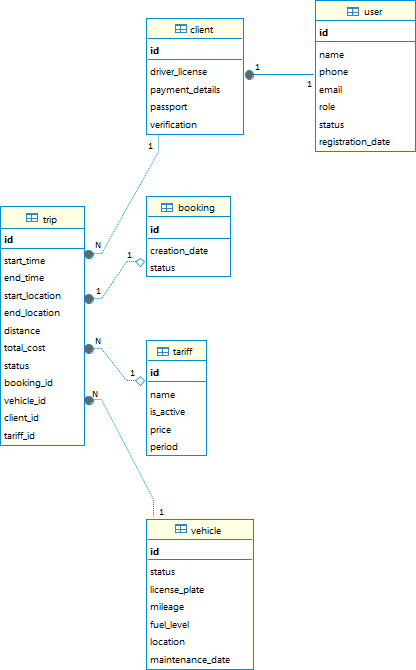 user
id
name
phone
email
role
status
registration_date
client
id
driver_license
payment_details
passport
verification
1
1
1
N
booking
id
creation_date
status
1
1
trip
id
start_time
end_time
start_location
end_location
distance
total_cost
status
booking_id
vehicle_id
client_id
tariff_id
N
1
N
1
tariff
id
name
is_active
price
period
vehicle
id
status
license_plate
mileage
fuel_level
location
maintenance_date